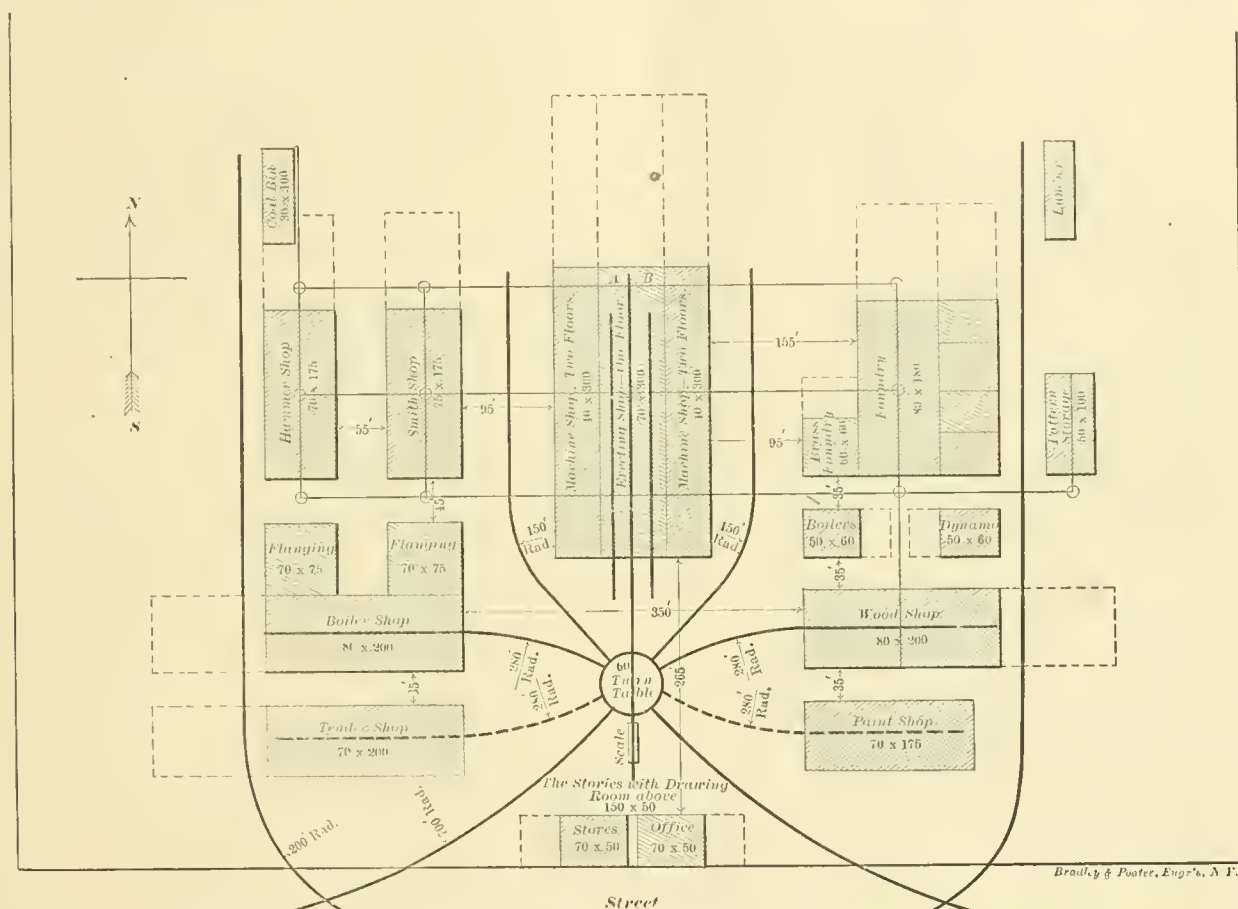 N
S
Coal Bin
30 x 100
Lumber
A
B
Hammer Shop
70 x 175
Smith Shop
75 x 175
Machine Shop, Two Floors.
40 x 300
Erecting Shop—one Floor.
70 x 300
Machine Shop—two Floors.
40 x 300
155′
Foundry
80 x 180
Pattern
Storage
50 x 100
55′
95′
95′
Brass
Foundry
60 x 60
45′
35′
Flanging
70 x 75
Flanging
70 x 75
150′
Rad
150′
Rad.
Boilers
50 x 60
Dynamo
50 x 60
35′
350′
Boiler Shop
80 x 200
Wood Shop
80 x 200
280′
Rad.
280′
Rad.
280′
Rad.
280′
Rad.
60′
Turn
Table
265′
35′
35′
Tender Shop
70 x 200
Paint Shop.
70 x 175
Scale
The Stories with Drawing
Room above
150 x 50
Stores
70 x 50
Office
70 x 50
200′ Rad.
700′ Rad.
Bradley & Poates, Engr's, N.Y.
Street